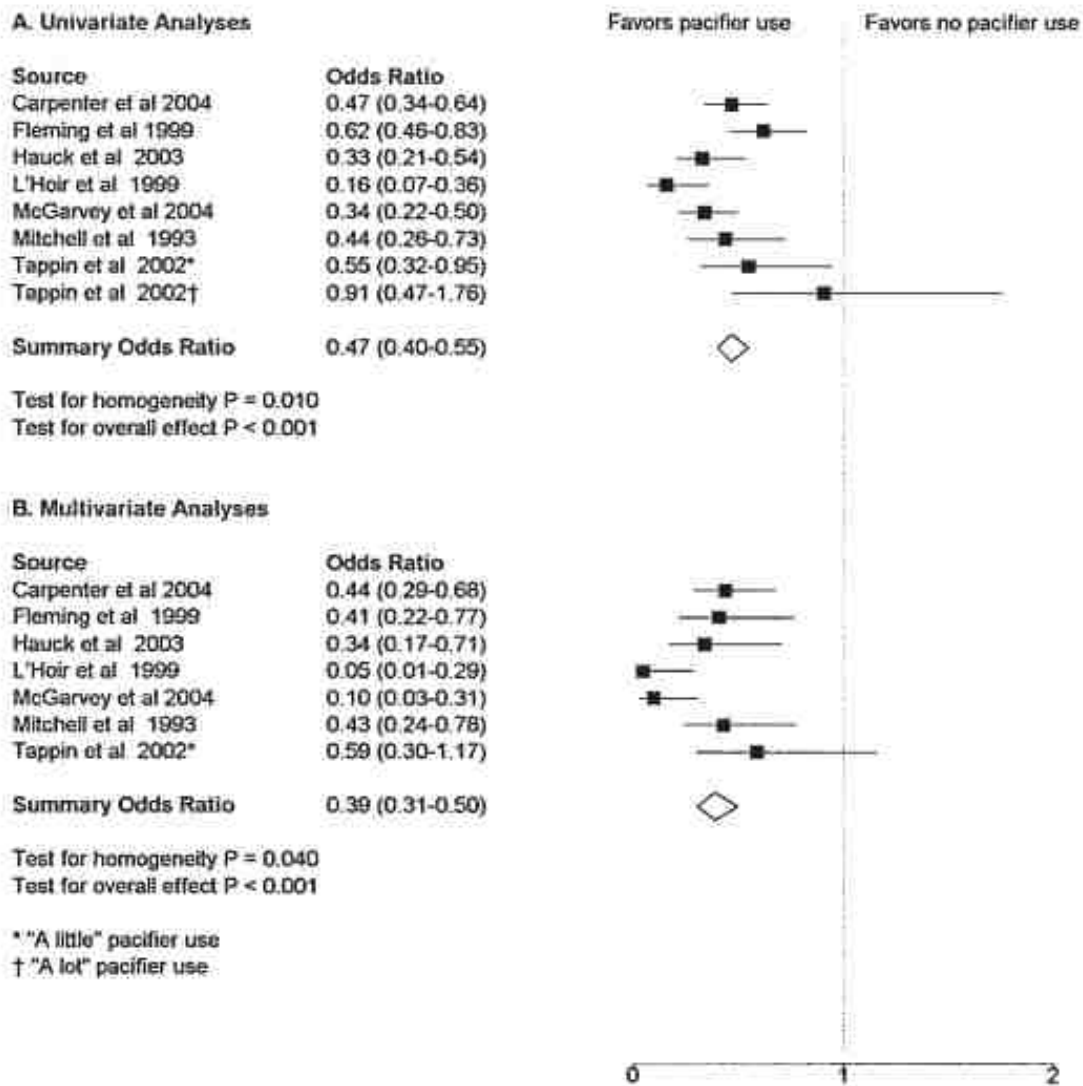 A. Univariate Analyses Favors pacifier use Favors no pacifier use
Source Odds Ratio
Carpenter et al 2004 0.47 (0.34-0.64)
Fleming et al 1999 0.62 (0.46-0.83)
Hauck et al 2003 0.33 (0.21-0.54)
L'Hoir et al 1999 0.16 (0.07-0.36)
McGarvey et al 2004 0.34 (0.22-0.50)
Mitchell et al 1993 0.44 (0.26-0.73)
Tappin et al 2002* 0.55 (0.32-0.95)
Tappin et al 2002† 0.91 (0.47-1.76)
Summary Odds Ratio 0.47 (0.40-0.55)
Test for homogeneity P = 0.010
Test for overall effect P < 0.001
B. Multivariate Analyses
Source Odds Ratio
Carpenter et al 2004 0.44 (0.29-0.68)
Fleming et al 1999 0.41 (0.22-0.77)
Hauck et al 2003 0.34 (0.17-0.71)
L'Hoir et al 1999 0.05 (0.01-0.29)
McGarvey et al 2004 0.10 (0.03-0.31)
Mitchell et al 1993 0.43 (0.24-0.78)
Tappin et al 2002* 0.59 (0.30-1.17)
Summary Odds Ratio 0.39 (0.31-0.50)
Test for homogeneity P = 0.040
Test for overall effect P < 0.001
* "A little" pacifier use
† "A lot" pacifier use
0 1 2